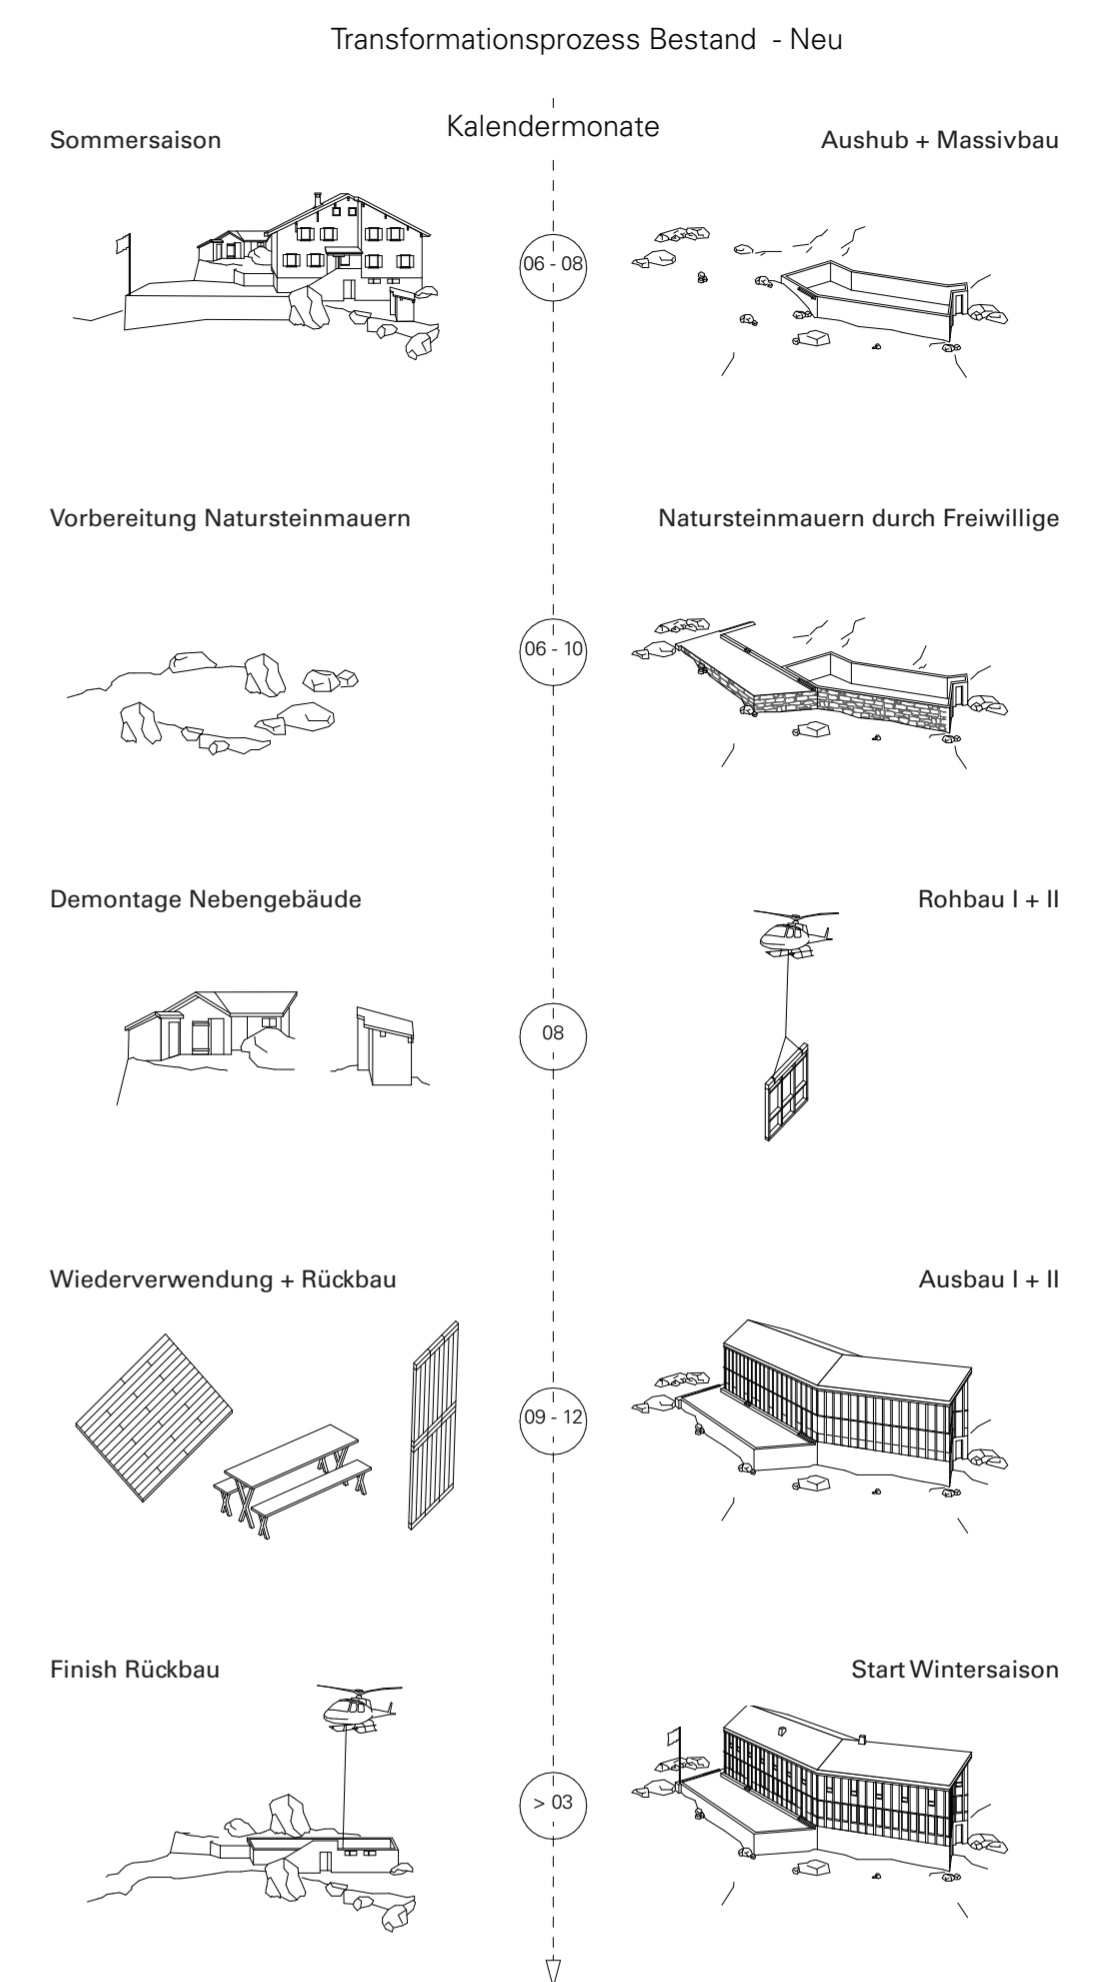 Transformationsprozess Bestand - Neu
Kalendermonate
Sommersaison
Aushub + Massivbau
06 - 08
Vorbereitung Natursteinmauern
Natursteinmauern durch Freiwillige
06 - 10
Demontage Nebengebäude
Rohbau I + II
08
Wiederverwendung + Rückbau
Ausbau I + II
09 - 12
Finish Rückbau
Start Wintersaison
> 03